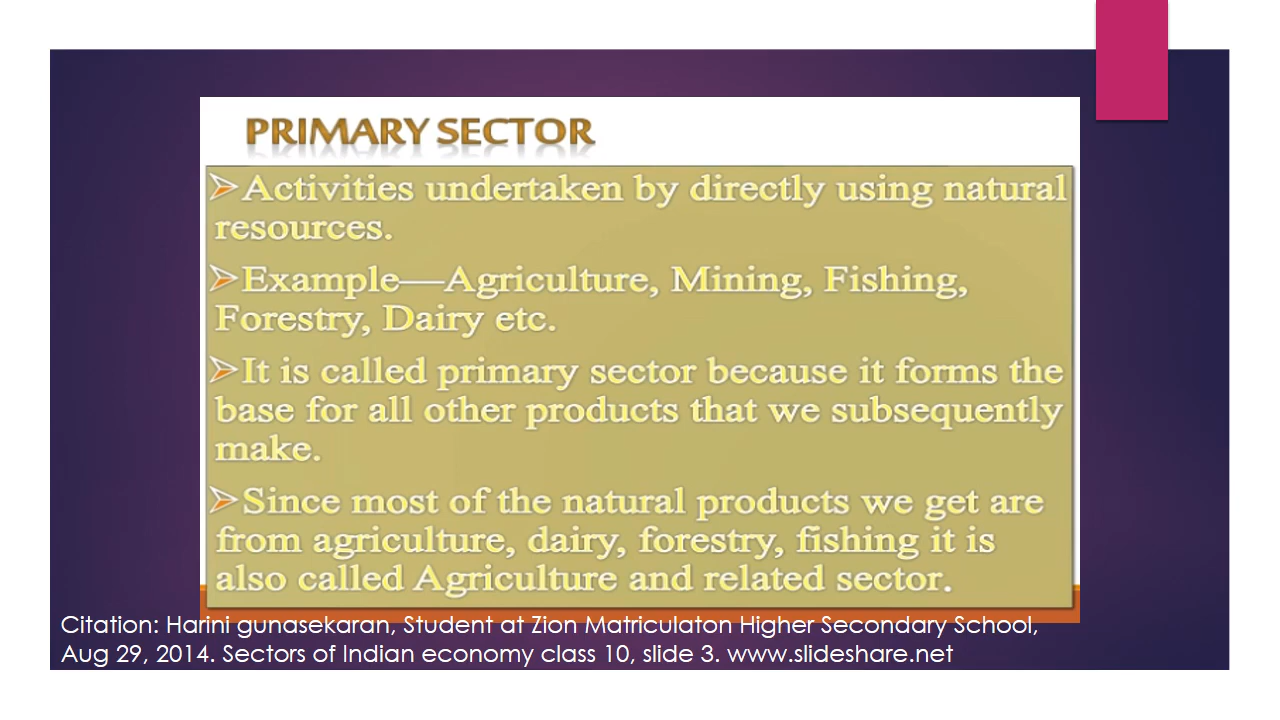 PRIMARY SECTOR
➢Activities undertaken by directly using natural
resources.
➢Example—Agriculture, Mining, Fishing,
Forestry, Dairy etc.
➢It is called primary sector because it forms the
base for all other products that we subsequently
make.
➢Since most of the natural products we get are
from agriculture, dairy, forestry, fishing it is
also called Agriculture and related sector.
Citation: Harini gunasekaran, Student at Zion Matriculaton Higher Secondary School,
Aug 29, 2014. Sectors of Indian economy class 10, slide 3. www.slideshare.net